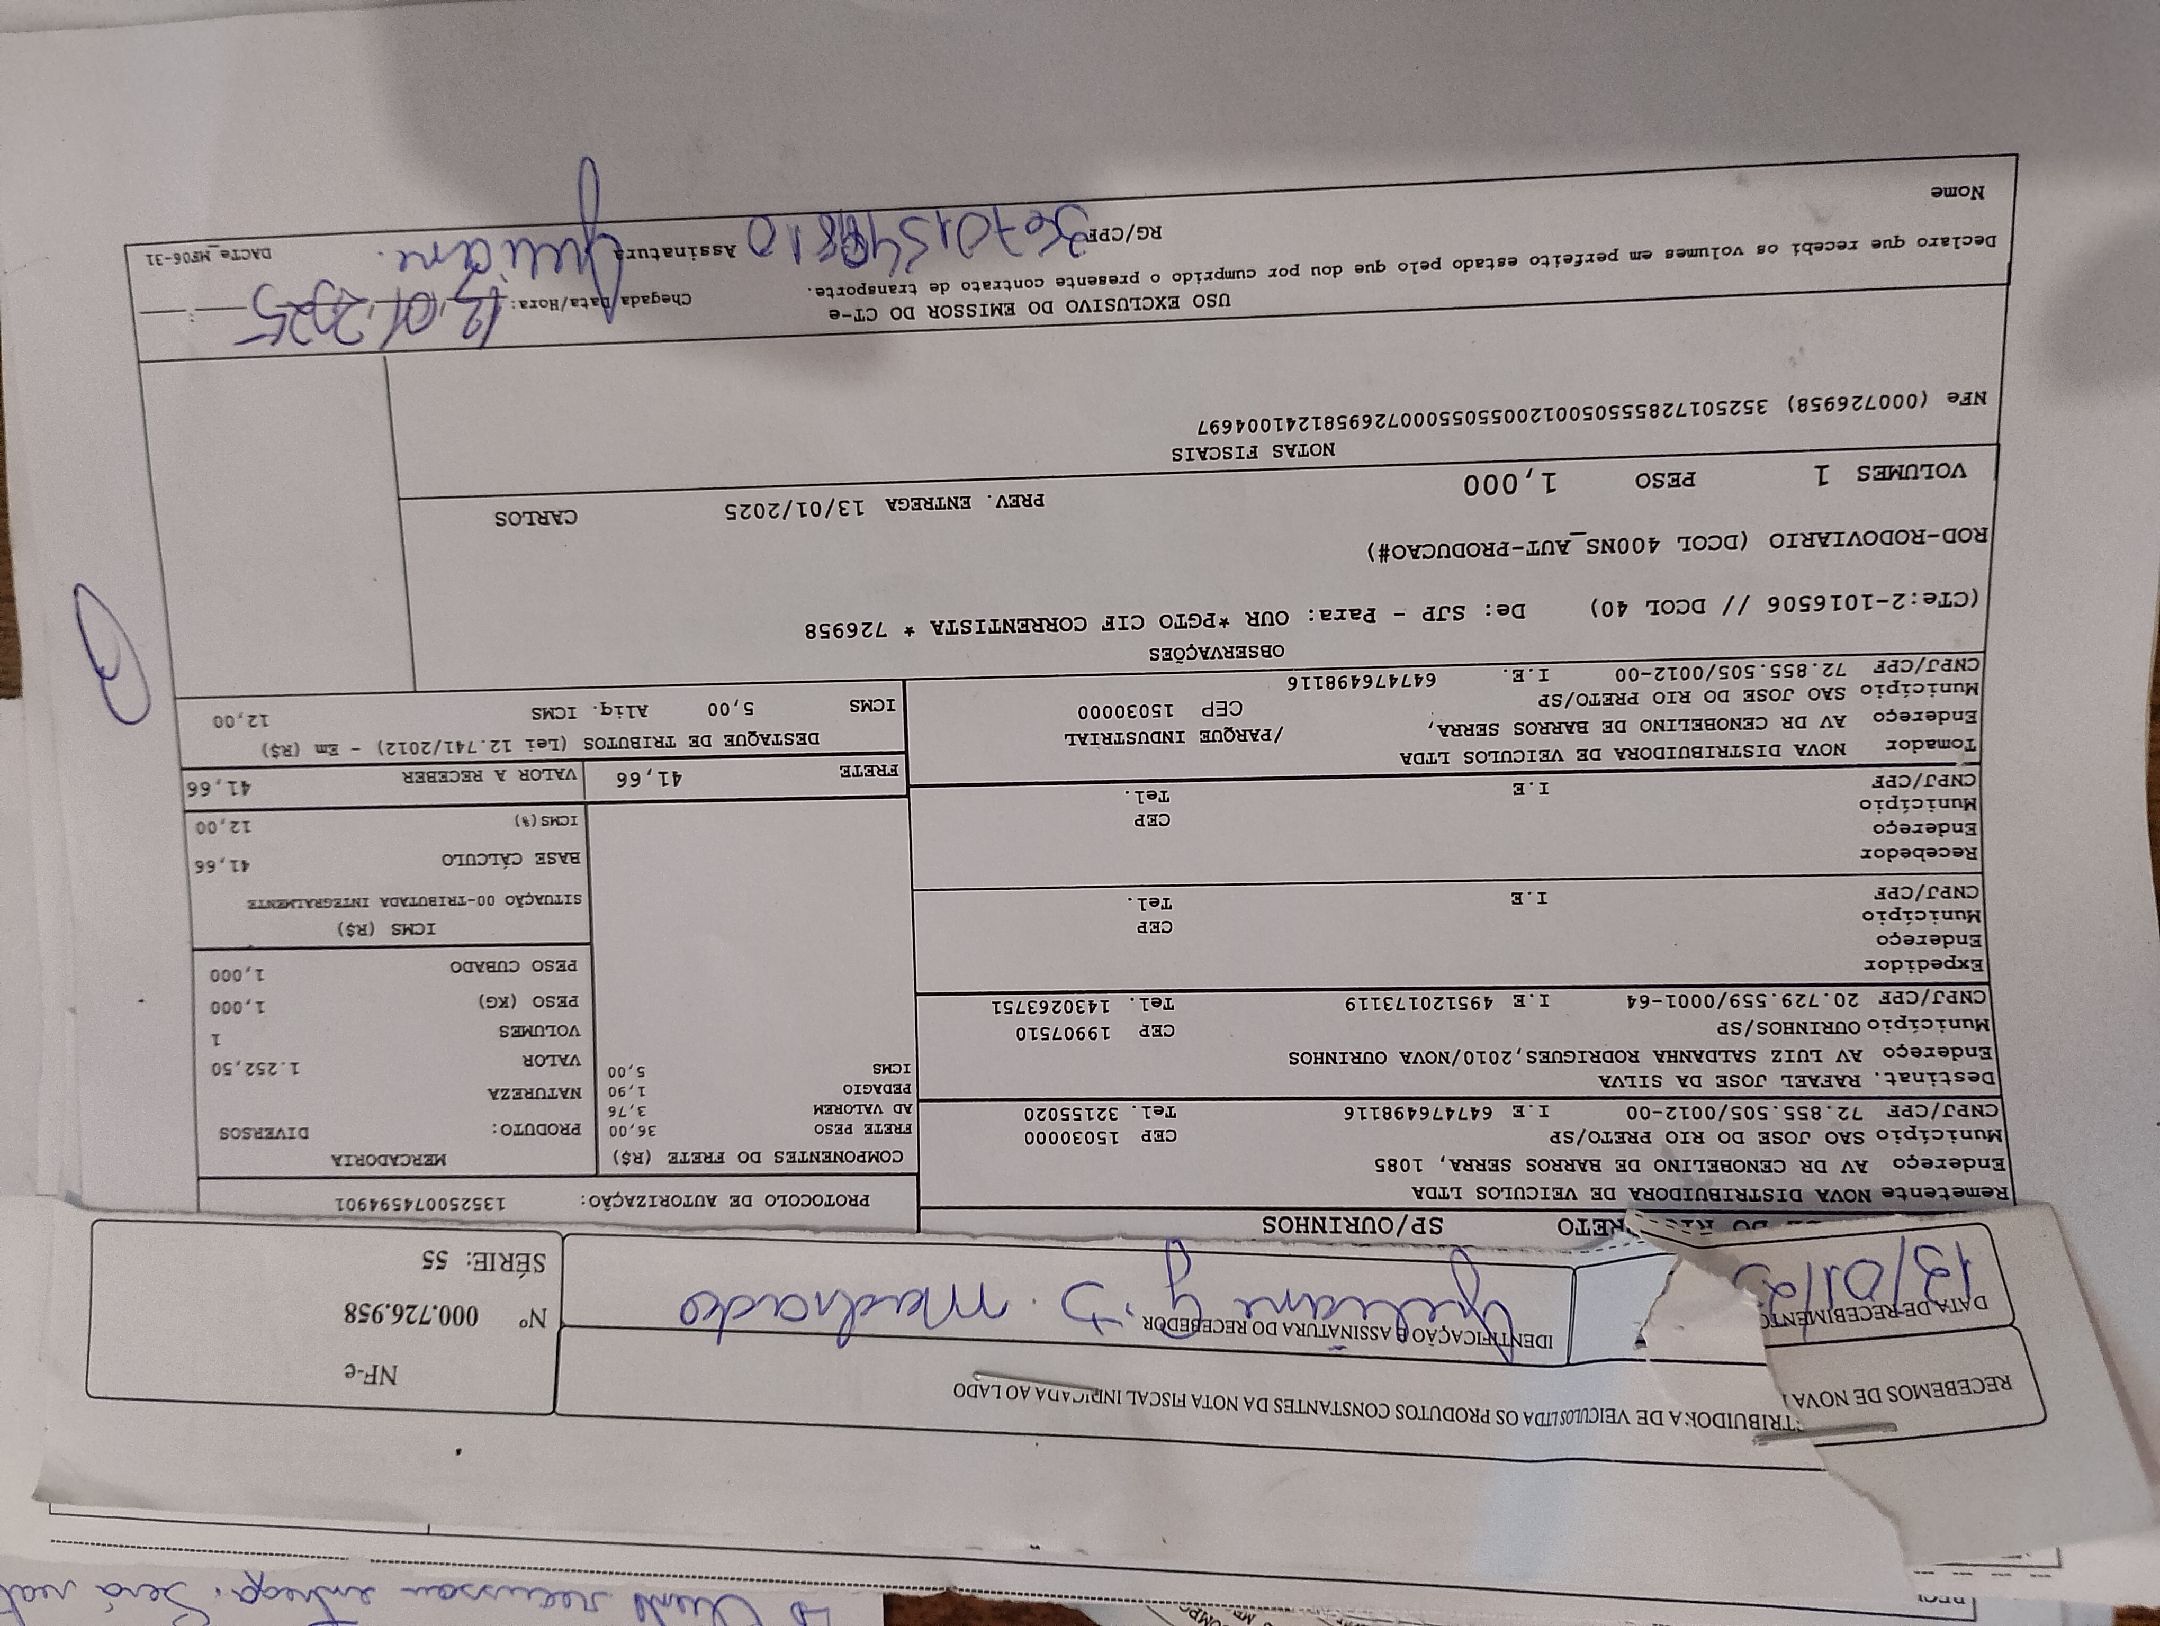 RECEBEMOS DE NOVA
TRIBUIDORA DE VEICULOS LTDA OS PRODUTOS CONSTANTES DA NOTA FISCAL INDICADA AO LADO
DATA DE RECEBIMENTO
13/01/2
IDENTIFICAÇÃO E ASSINATURA DO RECEBEDOR
machado
NF-e
Nº 000.726.958
SÉRIE: 55
SP/OURINHOS
Remetente NOVA DISTRIBUIDORA DE VEICULOS LTDA
Endereço AV DR CENOBELINO DE BARROS SERRA, 1085
Município SAO JOSE DO RIO PRETO/SP CEP 15030000
CNPJ/CPF 72.855.505/0012-00 I.E 647476498116 Tel. 32155020
Destinat. RAFAEL JOSE DA SILVA
Endereço AV LUIZ SALDANHA RODRIGUES,2010/NOVA OURINHOS
Município OURINHOS/SP CEP 19907510
CNPJ/CPF 20.729.559/0001-64 I.E 495120173119 Tel. 1430263751
Expedidor
Endereço
Município CEP
CNPJ/CPF I.E Tel.
Recebedor
Endereço
Município CEP
CNPJ/CPF I.E Tel.
Tomador NOVA DISTRIBUIDORA DE VEICULOS LTDA
Endereço AV DR CENOBELINO DE BARROS SERRA, /PARQUE INDUSTRIAL
Município SAO JOSE DO RIO PRETO/SP CEP 15030000
CNPJ/CPF 72.855.505/0012-00 I.E. 647476498116
PROTOCOLO DE AUTORIZAÇÃO: 135250074594901
COMPONENTES DO FRETE (R$)
FRETE PESO 36,00
AD VALOREM 3,76
PEDAGIO 1,90
ICMS 5,00
MERCADORIA
PRODUTO: DIVERSOS
NATUREZA
VALOR 1.252,50
VOLUMES 1
PESO (KG) 1,000
PESO CUBADO 1,000
ICMS (R$)
SITUAÇÃO 00-TRIBUTADA INTEGRALMENTE
BASE CÁLCULO 41,66
ICMS(%) 12,00
FRETE 41,66 VALOR A RECEBER 41,66
DESTAQUE DE TRIBUTOS (Lei 12.741/2012) - Em (R$)
ICMS 5,00 Aliq. ICMS 12,00
OBSERVAÇÕES
(CTe:2-1016506 // DCOL 40) De: SJP - Para: OUR *PGTO CIF CORRENTISTA * 726958
ROD-RODOVIARIO (DCOL 400NS_AUT-PRODUCAO#)
VOLUMES 1 PESO 1,000 PREV. ENTREGA 13/01/2025 CARLOS
NOTAS FISCAIS
NFe (000726958) 35250172855505001200550550007269581241004697
USO EXCLUSIVO DO EMISSOR DO CT-e
Chegada Data/Hora: 13 01 2025
Declaro que recebi os volumes em perfeito estado pelo que dou por cumprido o presente contrato de transporte.
Nome RG/CPF Assinatura
DACTe_MF06-31